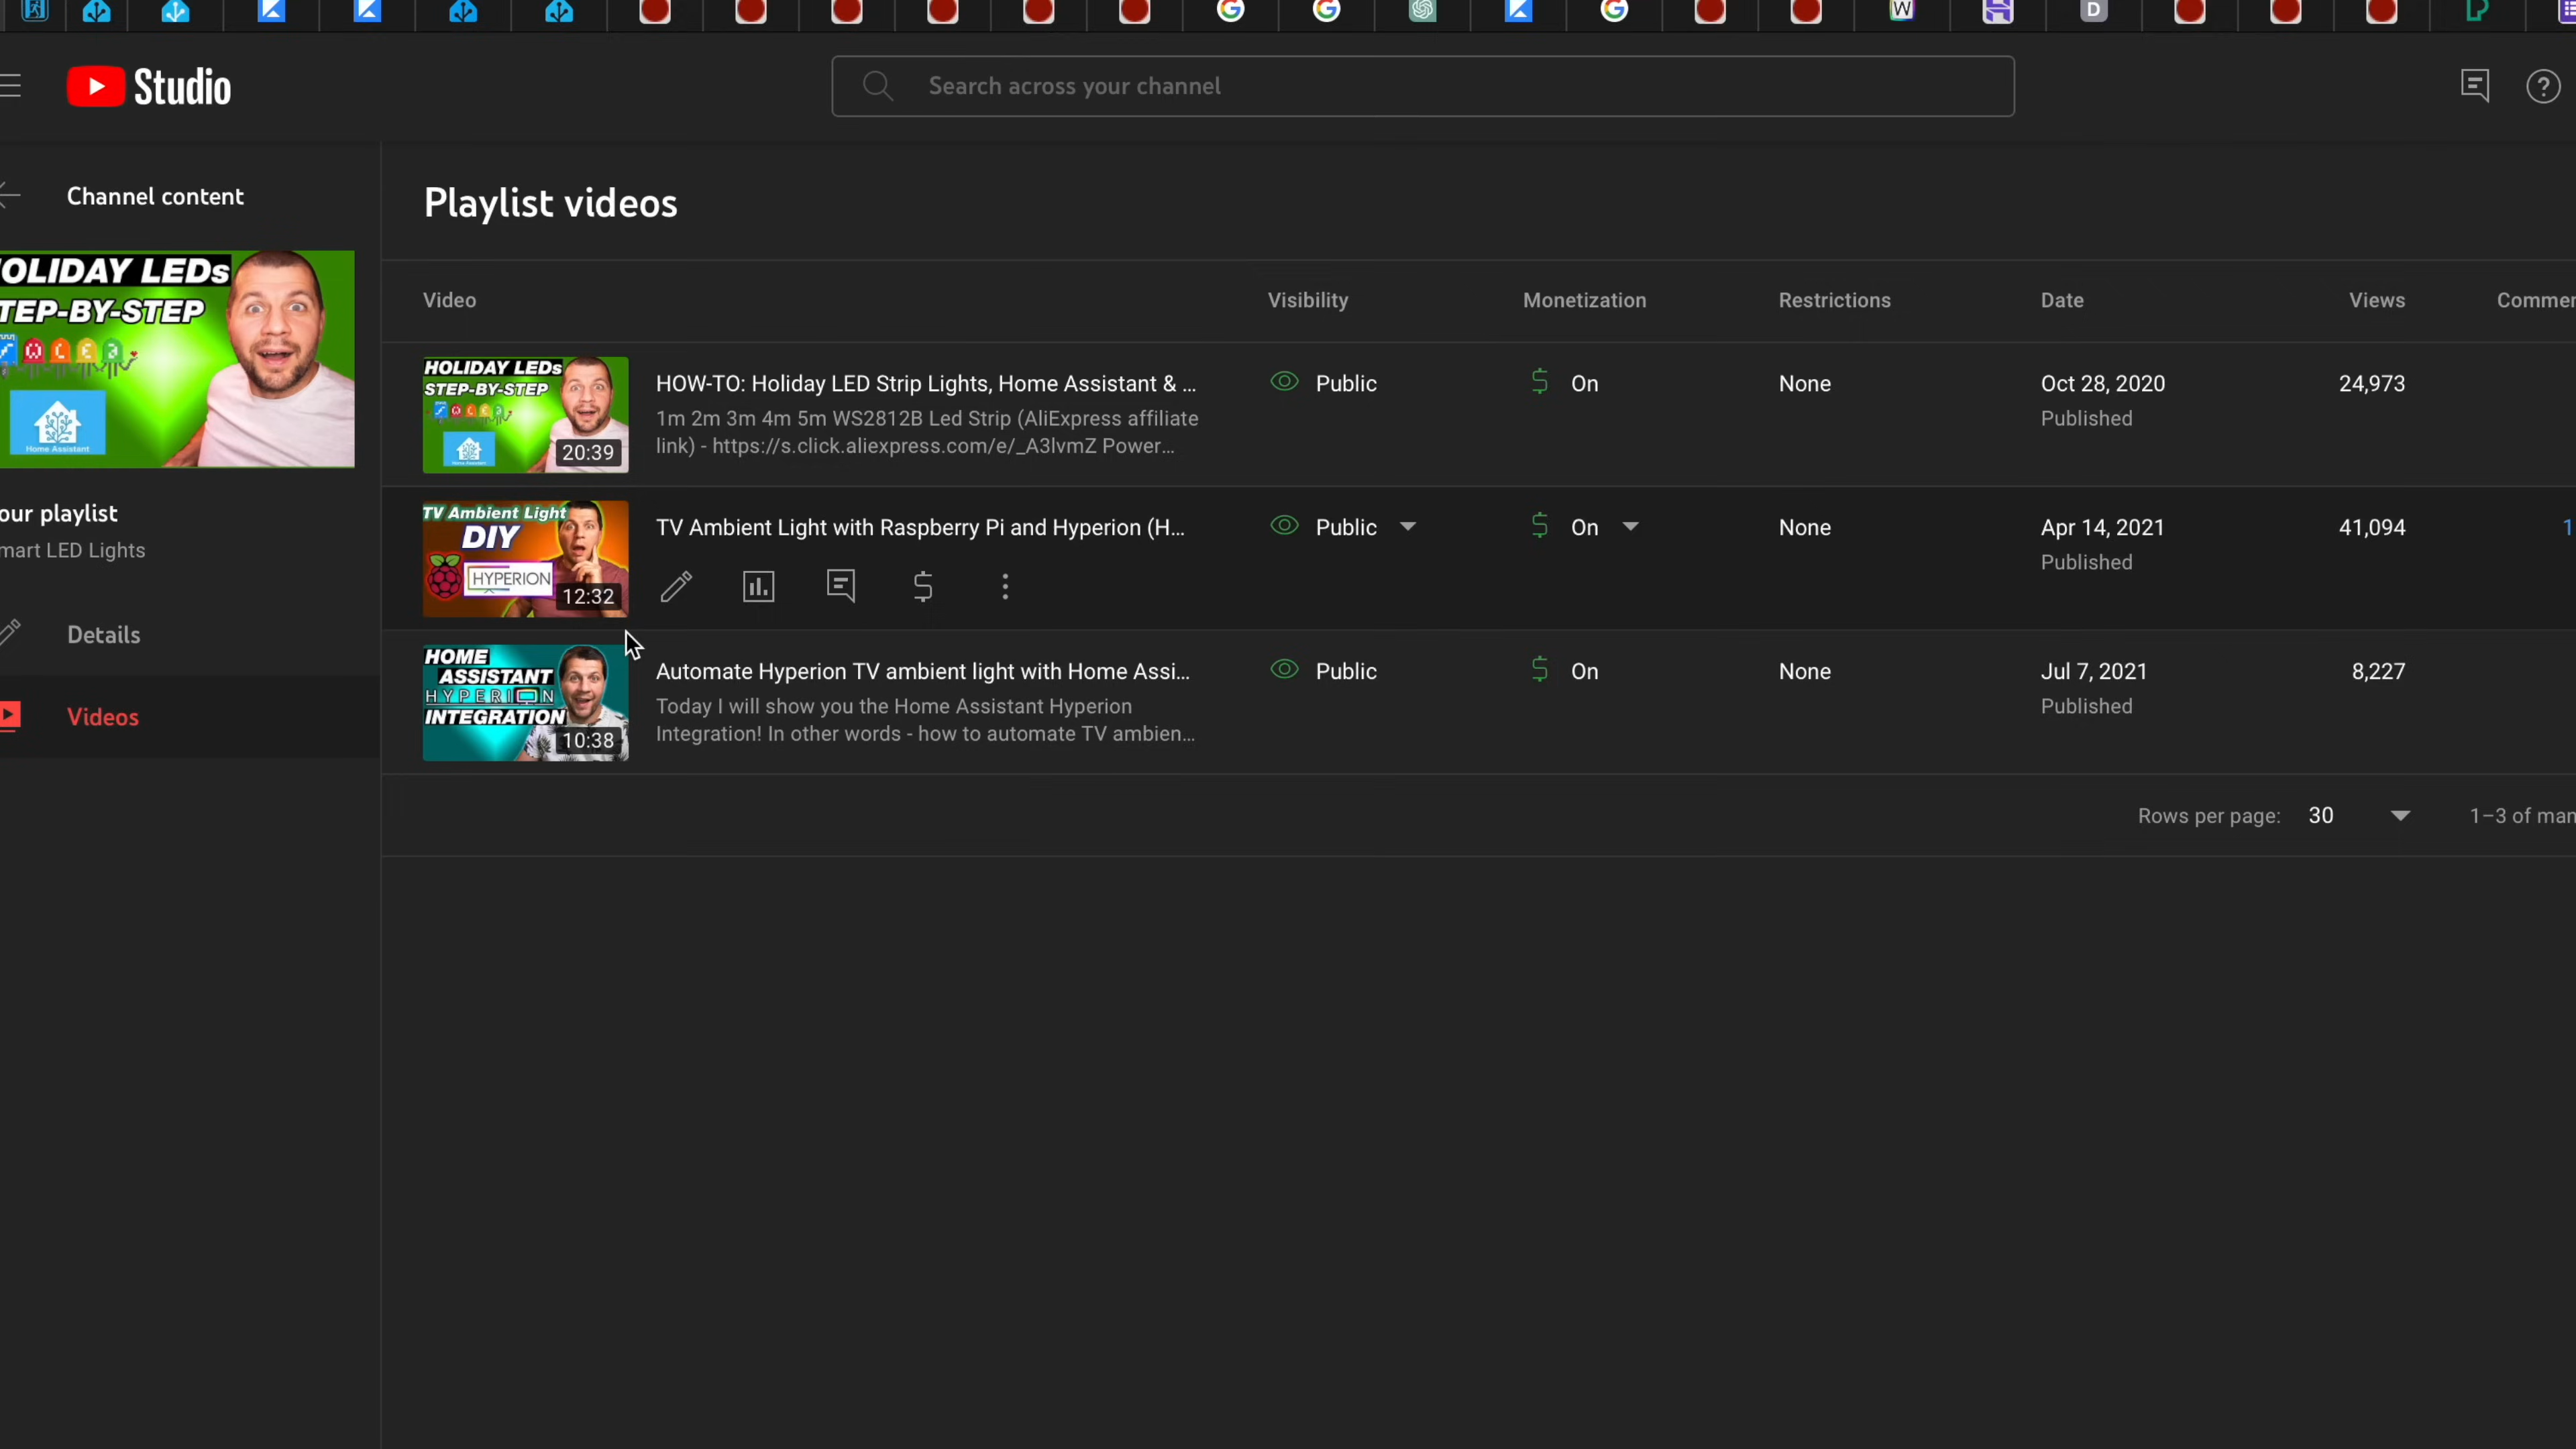 Studio
Search across your channel
Channel content
OLIDAY LEDs
TEP-BY-STEP
Home Assistant
our playlist
mart LED Lights
Details
Videos
Playlist videos
Video
Visibility
Monetization
Restrictions
Date
Views
Commen
HOLIDAY LEDs
STEP-BY-STEP
20:39
HOW-TO: Holiday LED Strip Lights, Home Assistant & ...
1m 2m 3m 4m 5m WS2812B Led Strip (AliExpress affiliate
link) - https://s.click.aliexpress.com/e/_A3lvmZ Power...
Public
On
None
Oct 28, 2020
Published
24,973
TV Ambient Light
DIY
HYPERION
12:32
TV Ambient Light with Raspberry Pi and Hyperion (H...
Public
On
None
Apr 14, 2021
Published
41,094
1
HOME
ASSISTANT
HYPERION
INTEGRATION
10:38
Automate Hyperion TV ambient light with Home Assi...
Today I will show you the Home Assistant Hyperion
Integration! In other words - how to automate TV ambien...
Public
On
None
Jul 7, 2021
Published
8,227
Rows per page:
30
1–3 of man